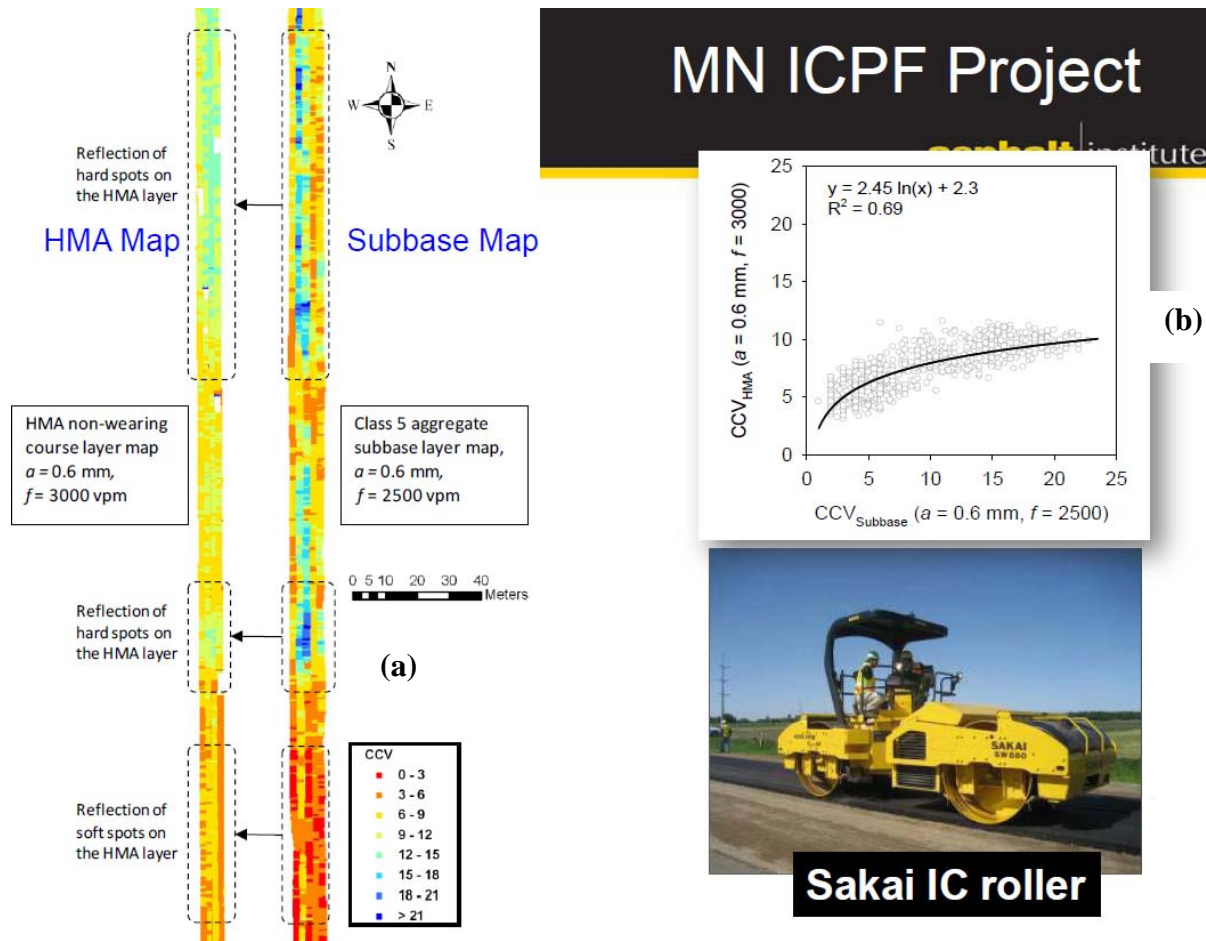 N
W E
S
Reflection of
hard spots on
the HMA layer
HMA Map
Subbase Map
HMA non-wearing
course layer map
a = 0.6 mm,
f = 3000 vpm
Class 5 aggregate
subbase layer map,
a = 0.6 mm,
f = 2500 vpm
0 5 10 20 30 40
Meters
Reflection of
hard spots on
the HMA layer
(a)
Reflection of
soft spots on
the HMA layer
CCV
0 - 3
3 - 6
6 - 9
9 - 12
12 - 15
15 - 18
18 - 21
> 21
MN ICPF Project
asphalt institute
y = 2.45 ln(x) + 2.3
R² = 0.69
CCV_HMA (a = 0.6 mm, f = 3000)
25
20
15
10
5
0
0 5 10 15 20 25
CCV_Subbase (a = 0.6 mm, f = 2500)
(b)
SAKAI
SW880
Sakai IC roller